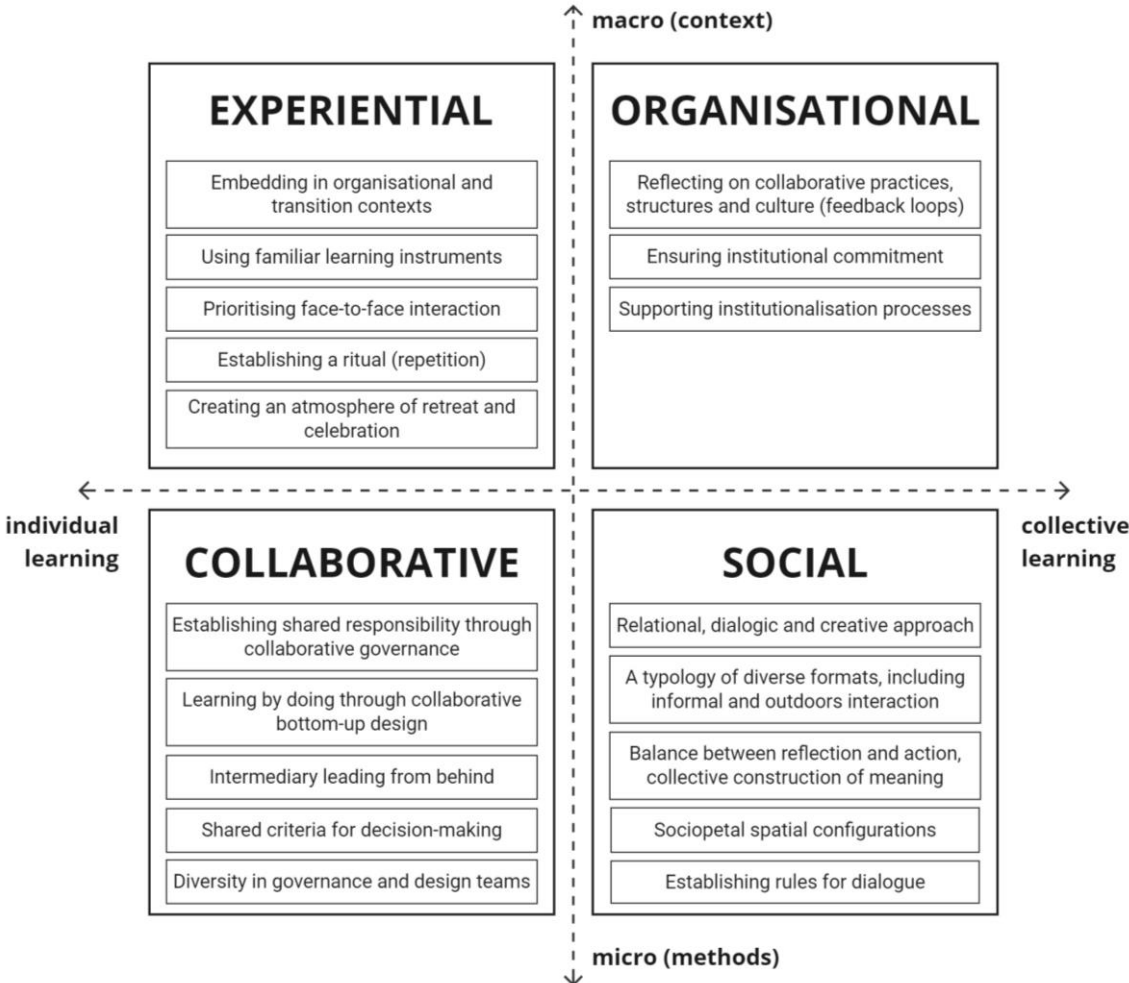 macro (context)
EXPERIENTIAL
Embedding in organisational and
transition contexts
Using familiar learning instruments
Prioritising face-to-face interaction
Establishing a ritual (repetition)
Creating an atmosphere of retreat and
celebration
ORGANISATIONAL
Reflecting on collaborative practices,
structures and culture (feedback loops)
Ensuring institutional commitment
Supporting institutionalisation processes
individual
learning
collective
learning
COLLABORATIVE
Establishing shared responsibility through
collaborative governance
Learning by doing through collaborative
bottom-up design
Intermediary leading from behind
Shared criteria for decision-making
Diversity in governance and design teams
SOCIAL
Relational, dialogic and creative approach
A typology of diverse formats, including
informal and outdoors interaction
Balance between reflection and action,
collective construction of meaning
Sociopetal spatial configurations
Establishing rules for dialogue
micro (methods)